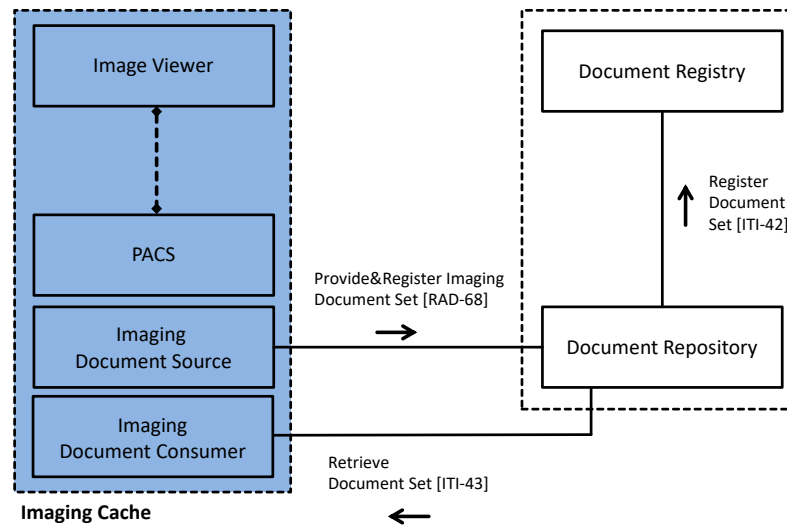 Image Viewer
PACS
Imaging
Document Source
Imaging
Document Consumer
Imaging Cache
Provide&Register Imaging
Document Set [RAD-68]
Retrieve
Document Set [ITI-43]
Document Registry
Register
Document
Set [ITI-42]
Document Repository